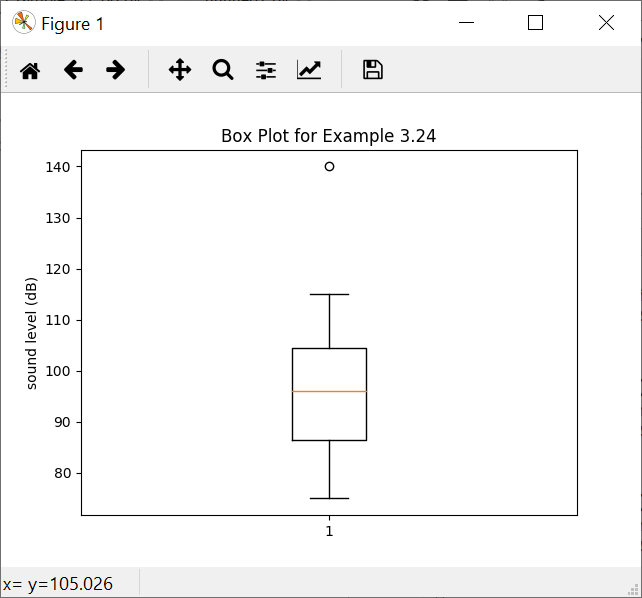 Figure 1
Box Plot for Example 3.24
140
130
120
110
100
90
80
sound level (dB)
1
x= y=105.026